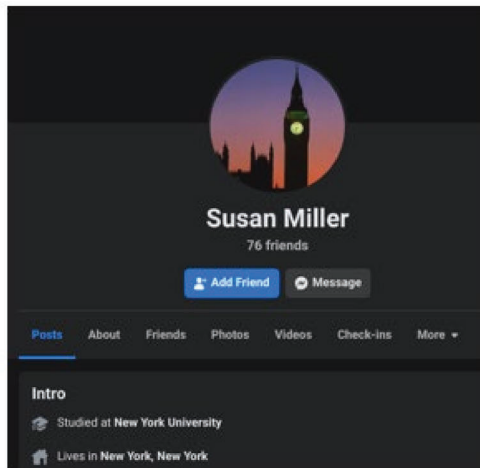 Susan Miller
76 friends
Add Friend Message
Posts About Friends Photos Videos Check-ins More
Intro
Studied at New York University
Lives in New York, New York